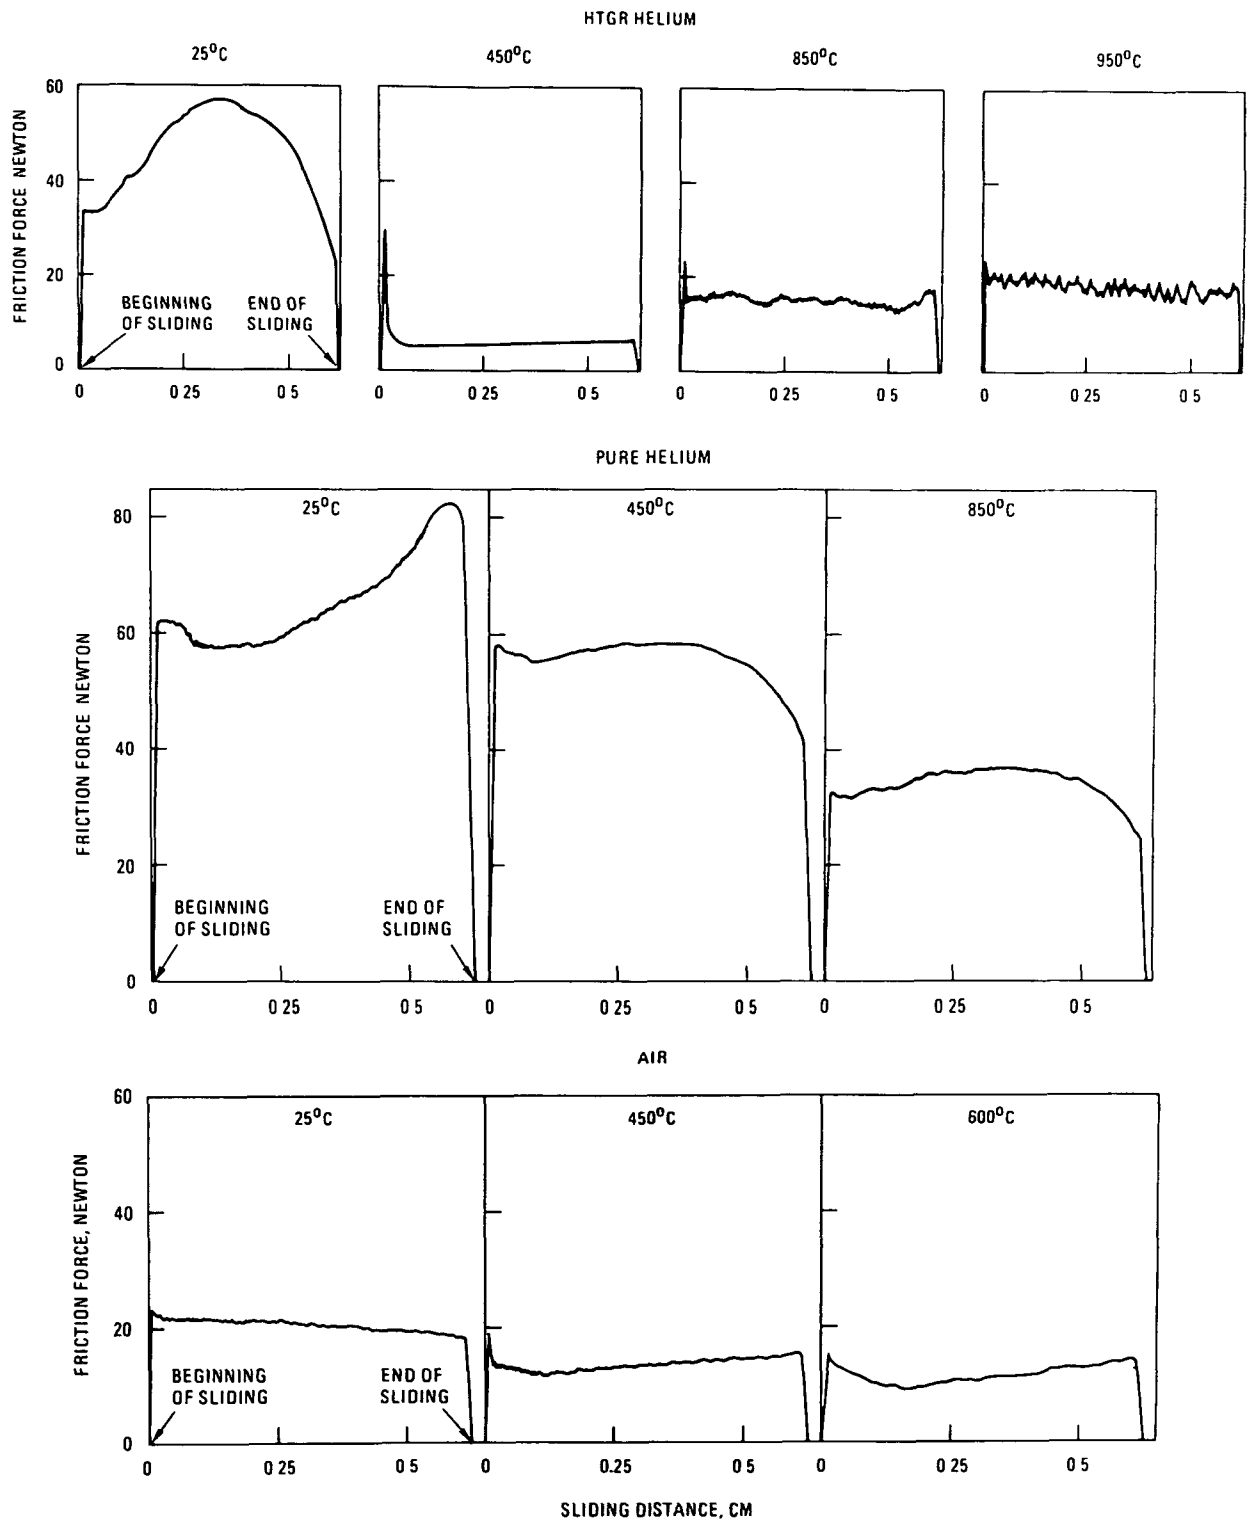 HTGR HELIUM
25°C
450°C
850°C
950°C
FRICTION FORCE NEWTON
60
40
20
0
BEGINNING
OF SLIDING
END OF
SLIDING
0 0 25 0 5
0 0 25 0 5
0 0 25 0 5
0 0 25 0 5
PURE HELIUM
25°C
450°C
850°C
FRICTION FORCE NEWTON
80
60
40
20
0
BEGINNING
OF SLIDING
END OF
SLIDING
0 0 25 0 5
0 0 25 0 5
0 0 25 0 5
AIR
25°C
450°C
600°C
FRICTION FORCE, NEWTON
60
40
20
0
BEGINNING
OF SLIDING
END OF
SLIDING
0 0.25 0 5
0 0.25 0 5
0 0 25 0 5
SLIDING DISTANCE, CM